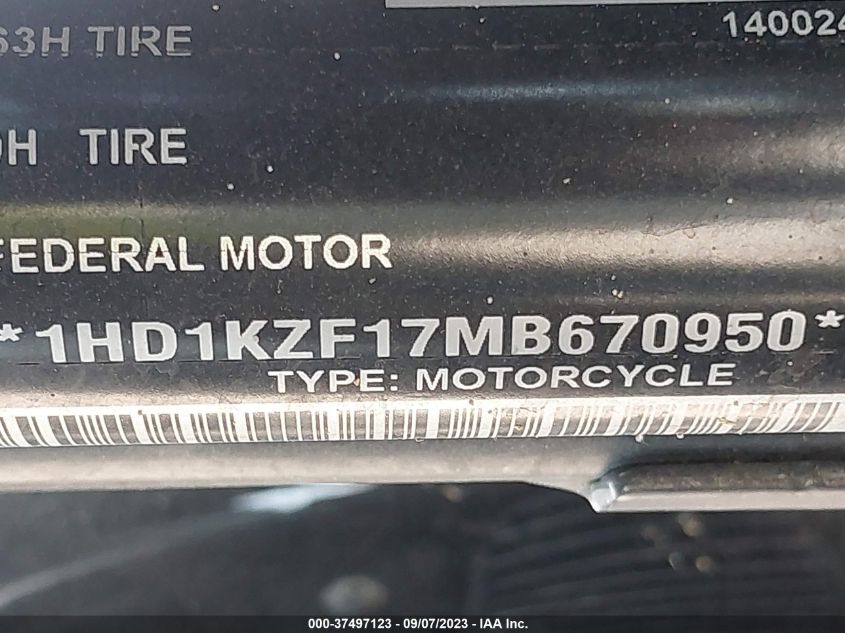 140024
63H TIRE
H TIRE
FEDERAL MOTOR
*1HD1KZF17MB670950*
TYPE: MOTORCYCLE
000-37497123 - 09/07/2023 - © IAA, Inc.